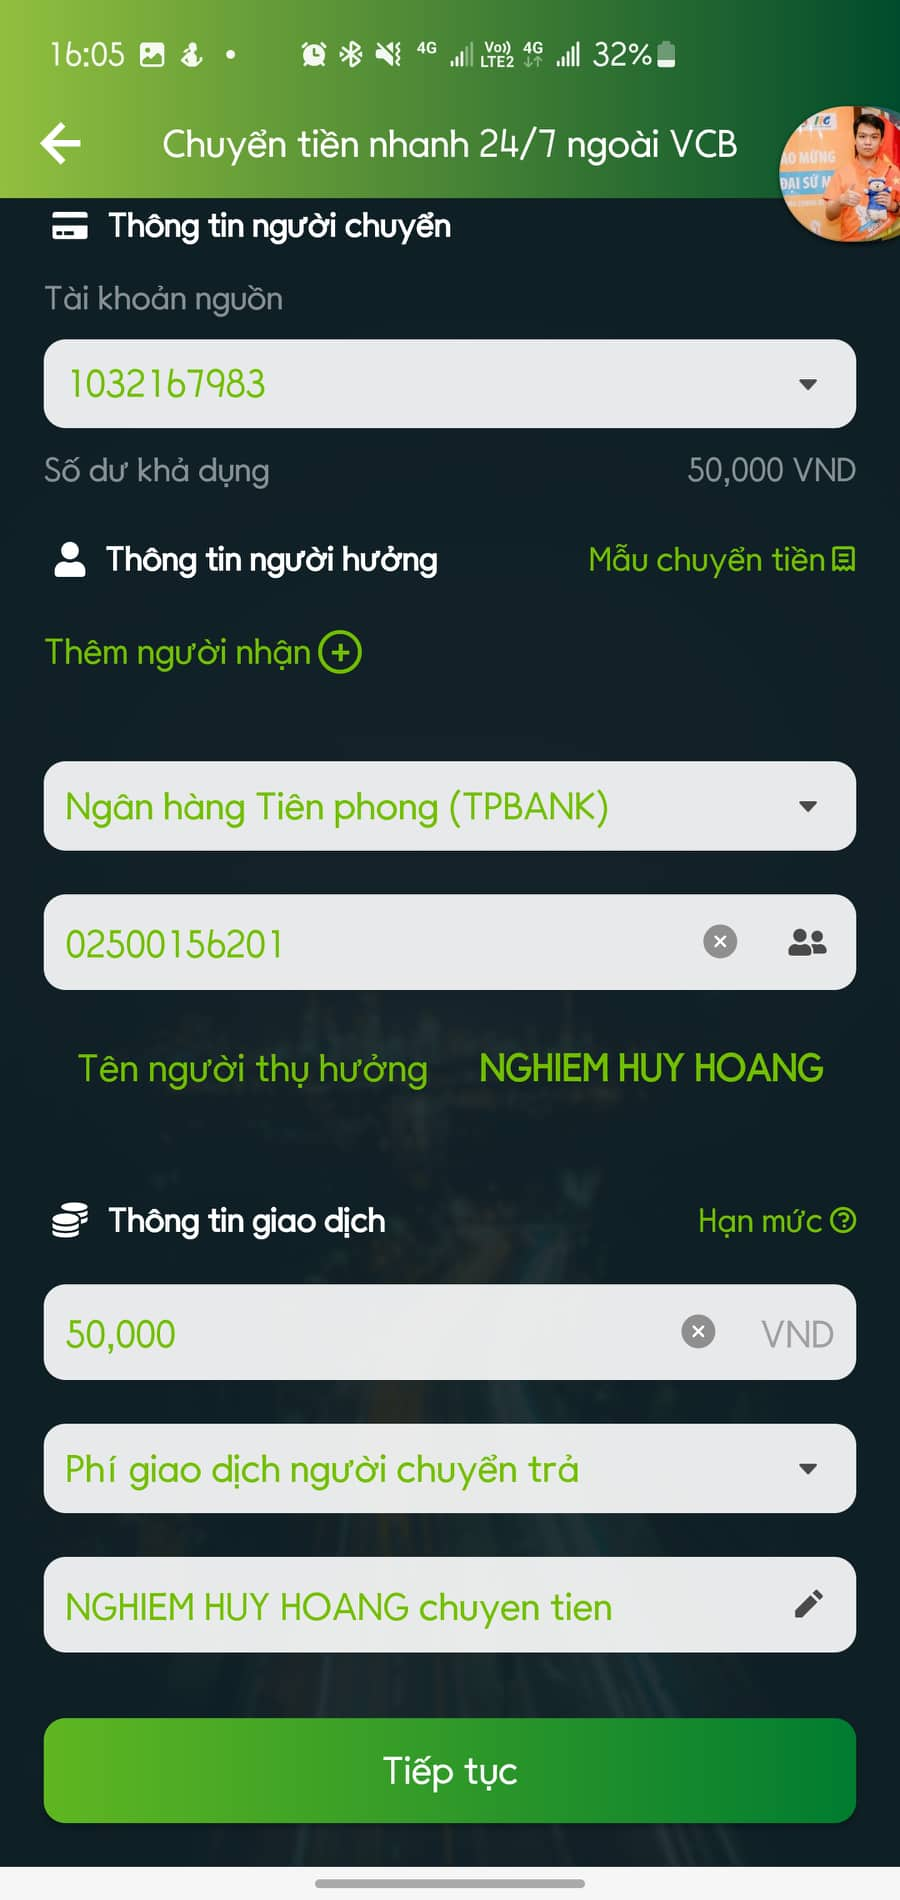 16:05 4G Vo)) LTE2 4G 32%
Chuyển tiền nhanh 24/7 ngoài VCB
ĐẠI SỨ M
Thông tin người chuyển
Tài khoản nguồn
1032167983
Số dư khả dụng 50,000 VND
Thông tin người hưởng Mẫu chuyển tiền
Thêm người nhận
Ngân hàng Tiên phong (TPBANK)
02500156201
Tên người thụ hưởng NGHIEM HUY HOANG
Thông tin giao dịch Hạn mức
50,000 VND
Phí giao dịch người chuyển trả
NGHIEM HUY HOANG chuyen tien
Tiếp tục